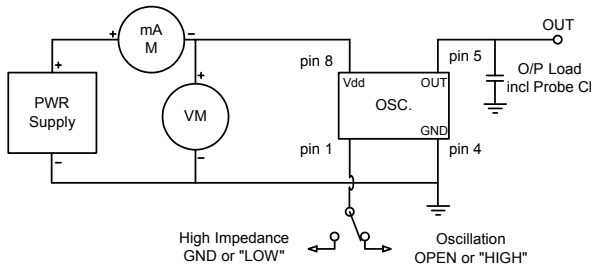 mA
M
+
−
OUT
pin 8
pin 5
+
+
Vdd
OUT
O/P Load
incl Probe Cl
PWR
Supply
VM
OSC.
GND
−
−
pin 1
pin 4
High Impedance
GND or "LOW"
Oscillation
OPEN or "HIGH"